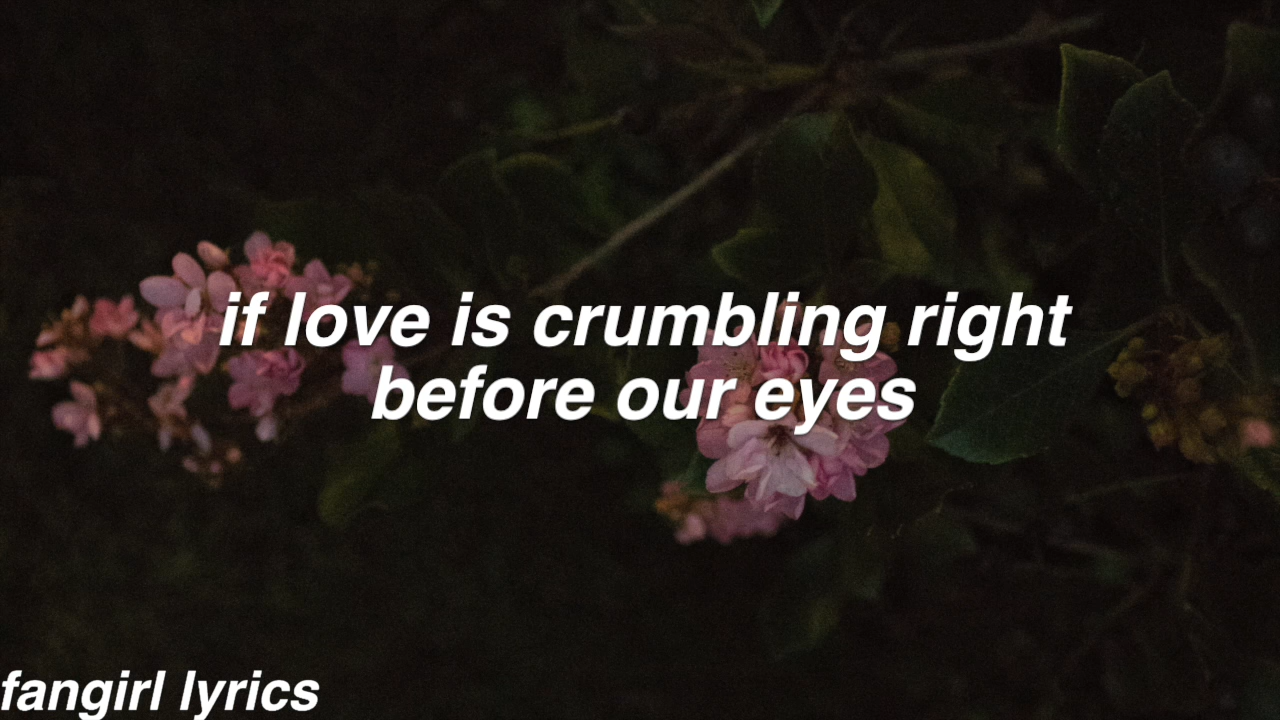 if love is crumbling right
before our eyes
fangirl lyrics